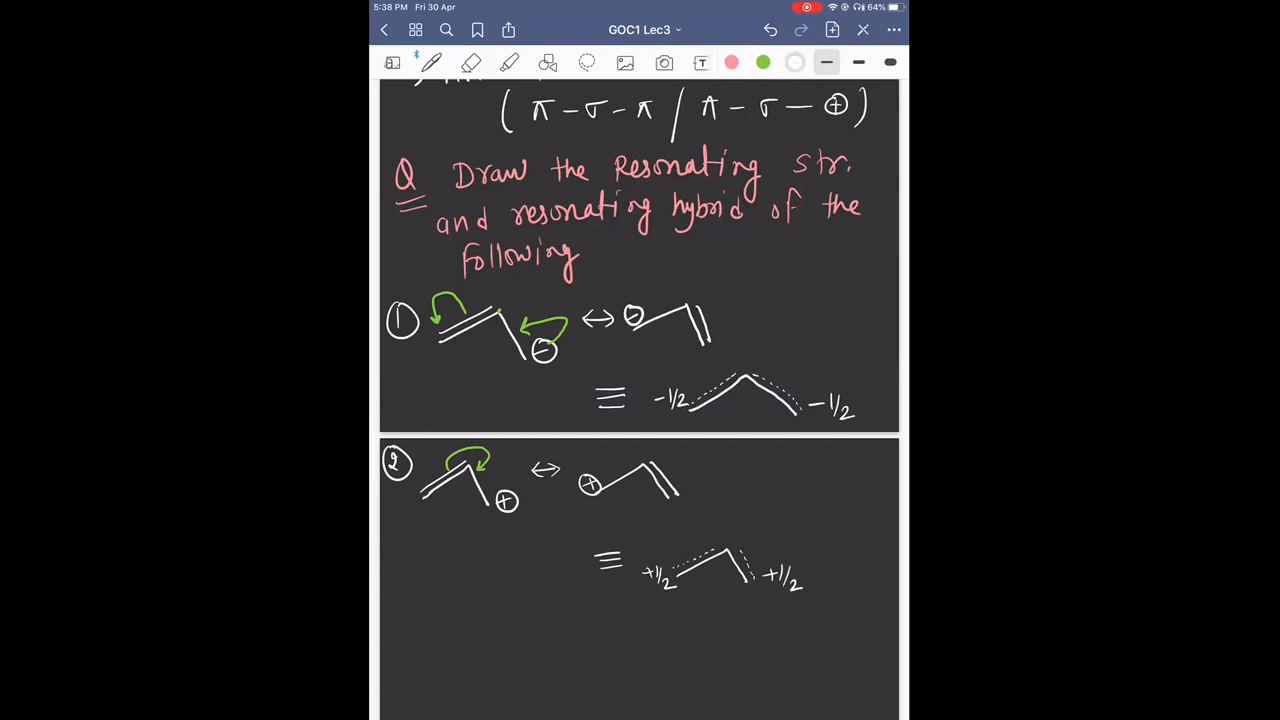 5:38 PM Fri 30 Apr
64%
GOC1 Lec3
T
( π - σ - π / π - σ - ⊕ )
Q Draw the Resonating Str.
and resonating hybrid of the
following
① ⊖ ↔ ⊖
≡ -1/2 -1/2
② ⊕ ↔ ⊕
≡ +1/2 +1/2